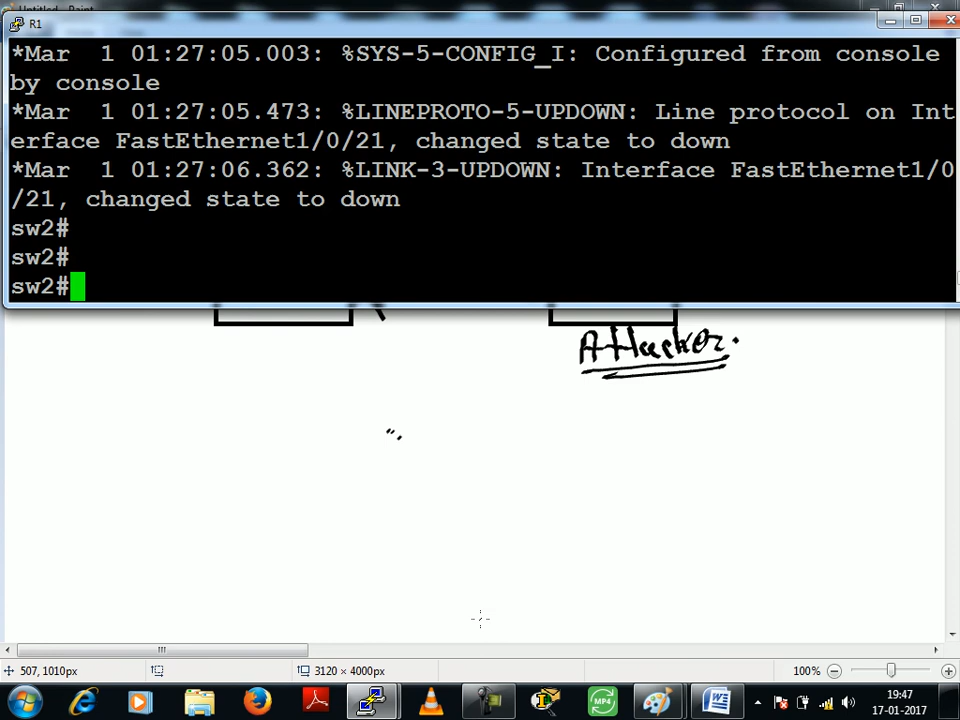 Untitled - Paint
R1
*Mar  1 01:27:05.003: %SYS-5-CONFIG_I: Configured from console
by console
*Mar  1 01:27:05.473: %LINEPROTO-5-UPDOWN: Line protocol on Int
erface FastEthernet1/0/21, changed state to down
*Mar  1 01:27:06.362: %LINK-3-UPDOWN: Interface FastEthernet1/0
/21, changed state to down
sw2#
sw2#
sw2#
Attacker.
507, 1010px
3120 × 4000px
100%
MP4
19:47
17-01-2017